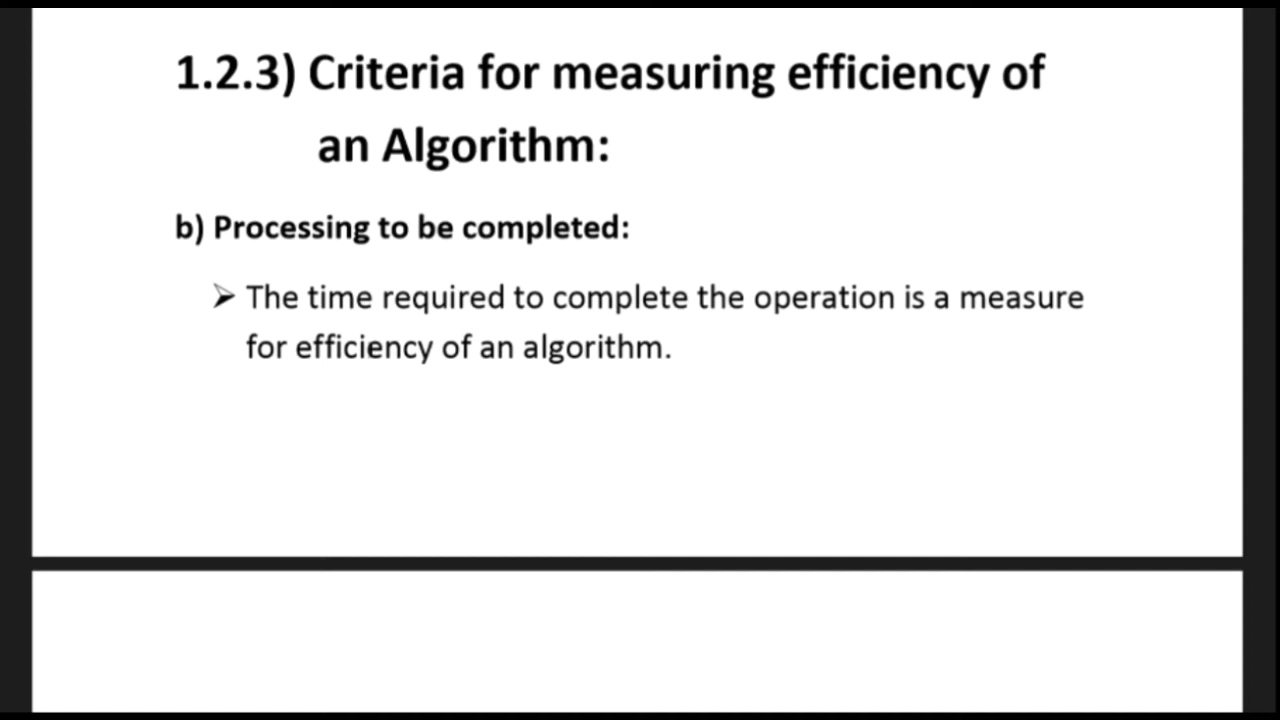 1.2.3) Criteria for measuring efficiency of
an Algorithm:
b) Processing to be completed:
➢ The time required to complete the operation is a measure
for efficiency of an algorithm.